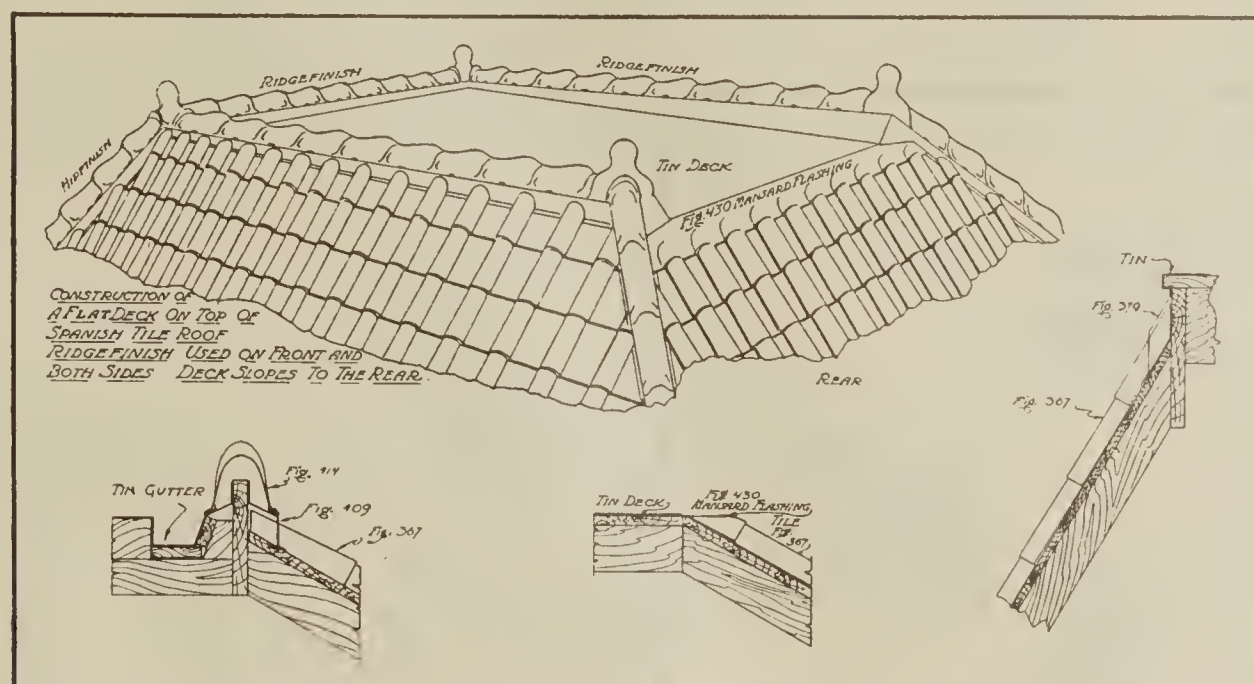 RIDGEFINISH
RIDGEFINISH
HIPFINISH
TIN DECK
Fig. 430 MANSARD FLASHING
CONSTRUCTION OF
A FLAT DECK ON TOP OF
SPANISH TILE ROOF
RIDGEFINISH USED ON FRONT AND
BOTH SIDES DECK SLOPES TO THE REAR.
REAR
TIN
Fig. 379
Fig. 367
TIN GUTTER
Fig. 414
Fig. 409
Fig. 367
TIN DECK
Fig. 430
MANSARD FLASHING
TILE
Fig.
367